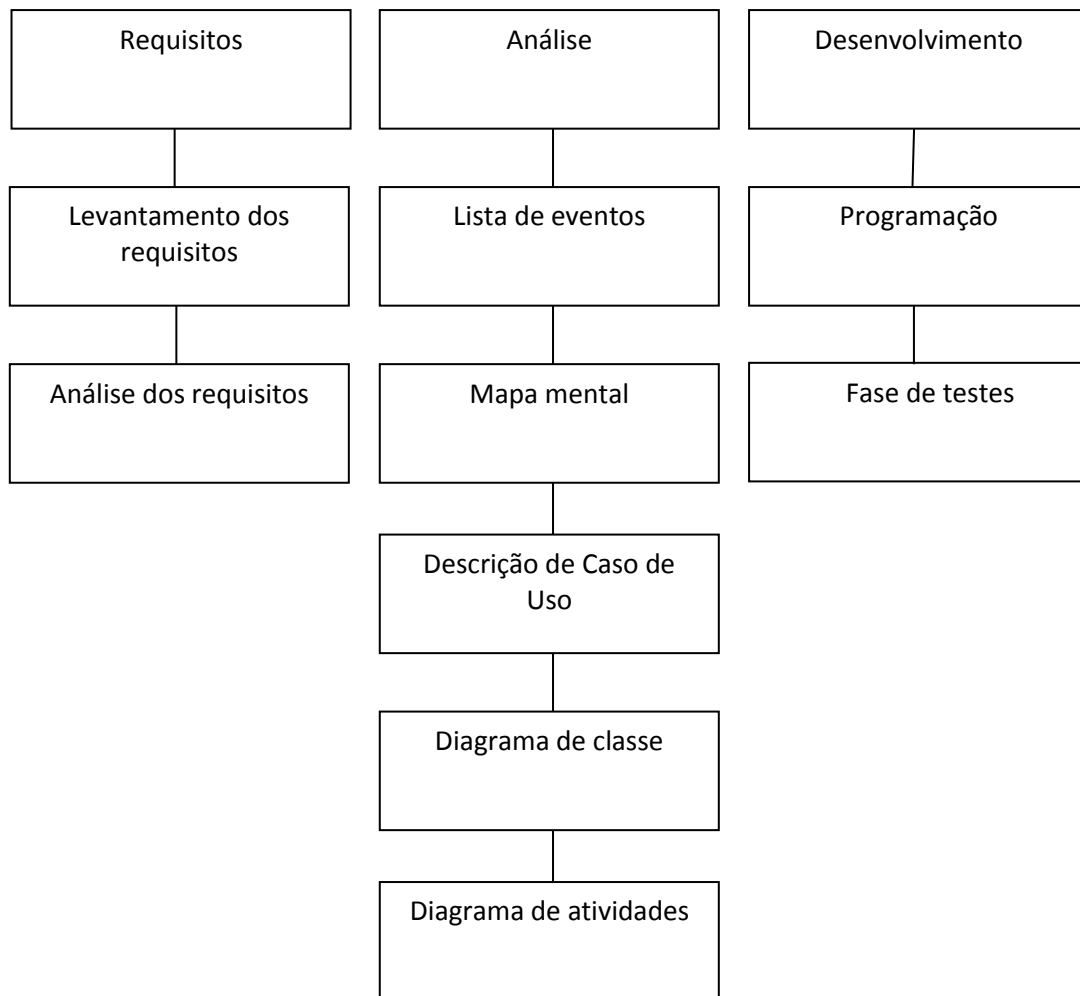 Requisitos
Análise
Desenvolvimento
Levantamento dos
requisitos
Lista de eventos
Programação
Análise dos requisitos
Mapa mental
Fase de testes
Descrição de Caso de
Uso
Diagrama de classe
Diagrama de atividades